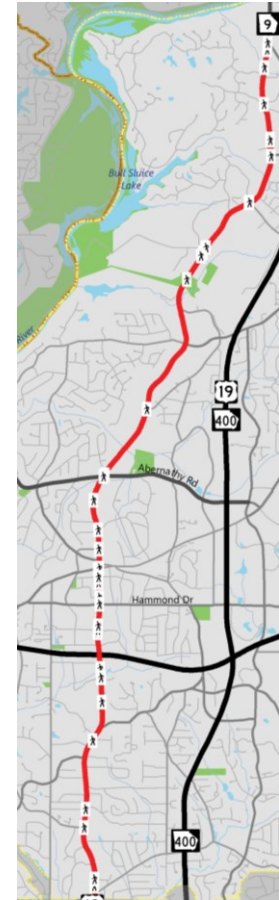 9
Bull Sluice
Lake
River
19
400
Abernathy Rd
Hammond Dr
400